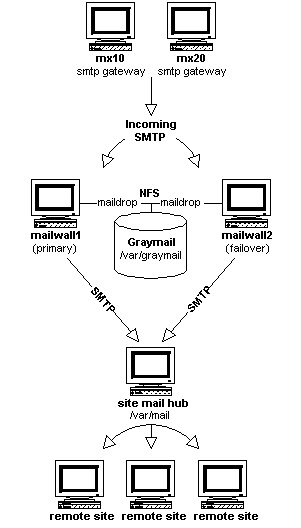 mx10
smtp gateway
mx20
smtp gateway
Incoming
SMTP
NFS
maildrop
maildrop
mailwall1
(primary)
Graymail
/var/graymail
mailwall2
(failover)
SMTP
SMTP
site mail hub
/var/mail
remote site
remote site
remote site